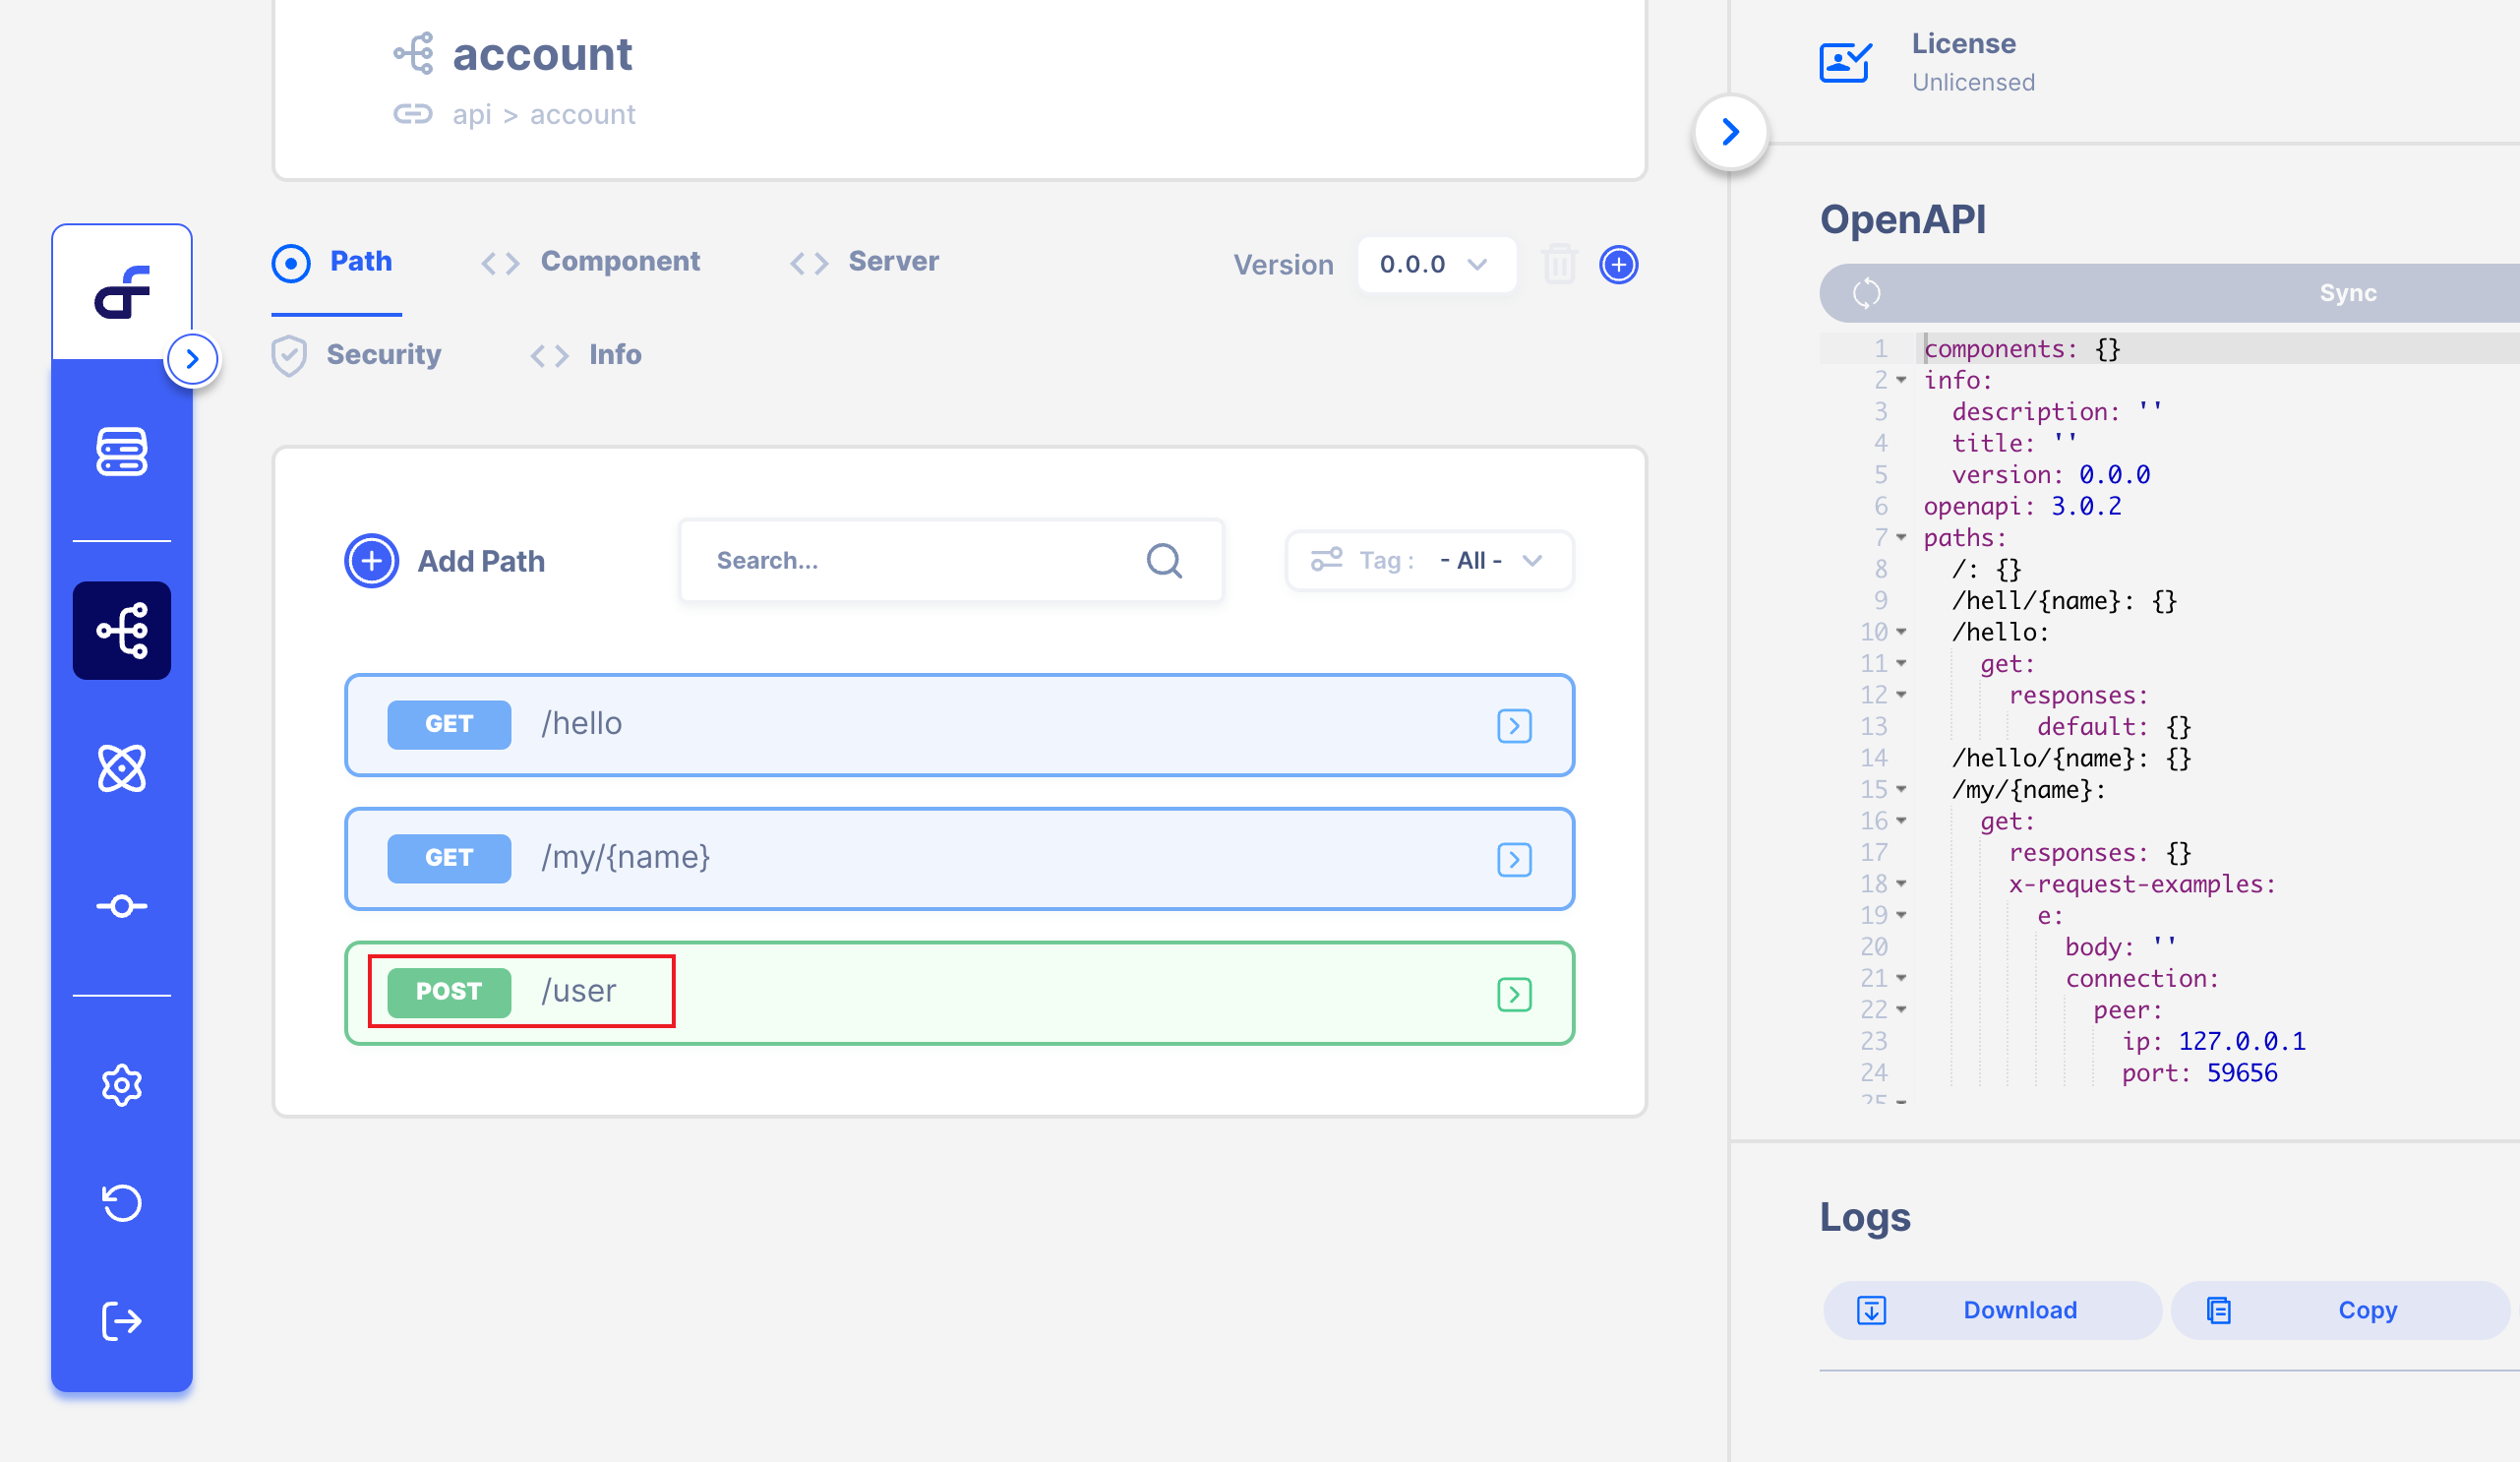 account
api > account
Path
Component
Server
Version
0.0.0
Security
Info
Add Path
Search...
Tag :
- All -
GET
/hello
GET
/my/{name}
POST
/user
License
Unlicensed
OpenAPI
Sync
1 components: {}
2 info:
3 description: ''
4 title: ''
5 version: 0.0.0
6 openapi: 3.0.2
7 paths:
8 /: {}
9 /hell/{name}: {}
10 /hello:
11 get:
12 responses:
13 default: {}
14 /hello/{name}: {}
15 /my/{name}:
16 get:
17 responses: {}
18 x-request-examples:
19 e:
20 body: ''
21 connection:
22 peer:
23 ip: 127.0.0.1
24 port: 59656
25
Logs
Download
Copy